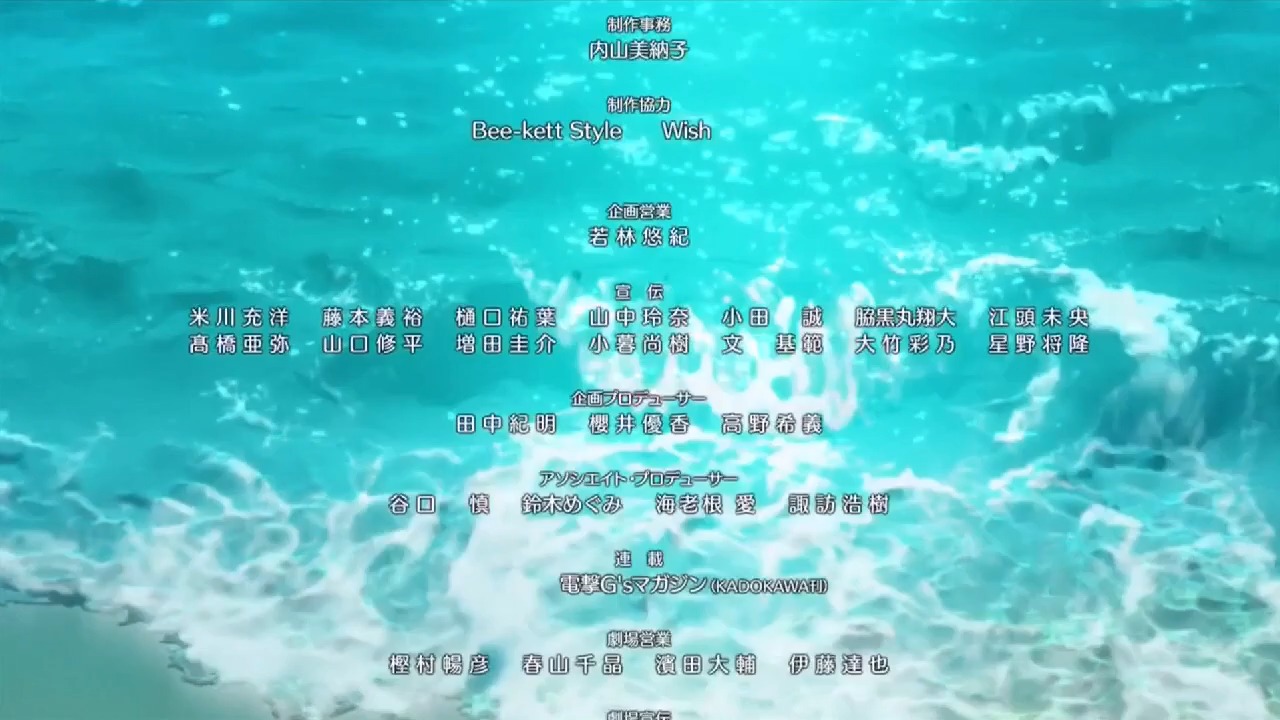 制作事務
内山美納子
制作協力
Bee-kett Style　Wish
企画営業
若林悠紀
宣 伝
米川充洋　藤本義裕　樋口祐葉　山中玲奈　小田 誠　脇黒丸翔大　江頭未央
髙橋亜弥　山口修平　増田圭介　小暮尚樹　文 基範　大竹彩乃　星野将隆
企画プロデューサー
田中紀明　櫻井優香　高野希義
アソシエイト・プロデューサー
谷口 慎　鈴木めぐみ　海老根 愛　諏訪浩樹
連 載
電撃G'sマガジン (KADOKAWA刊)
劇場営業
樫村暢彦　春山千晶　濱田大輔　伊藤達也
劇場宣伝